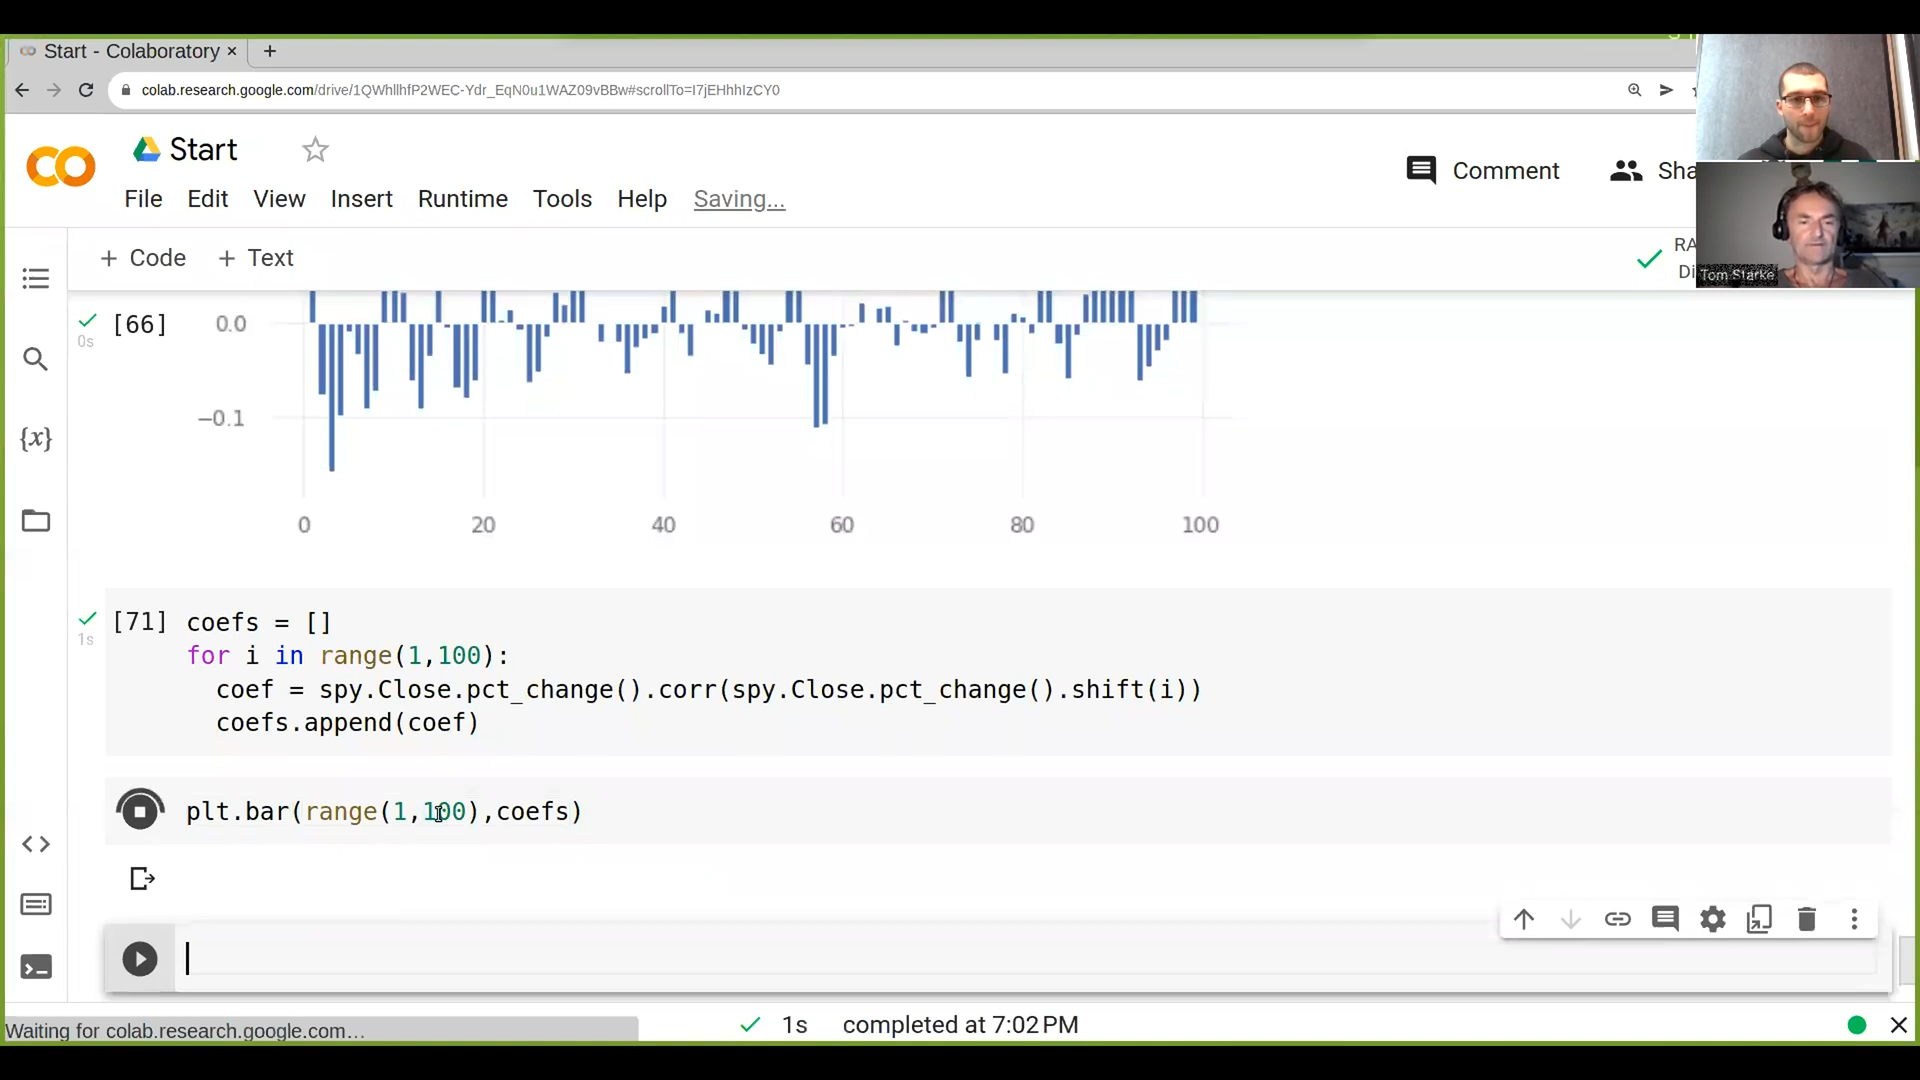 Start - Colaboratory
colab.research.google.com/drive/1QWhllhfP2WEC-Ydr_EqN0u1WAZ09vBBw#scrollTo=I7jEHhhIzCY0
Start
Comment
Sha
File Edit View Insert Runtime Tools Help Saving...
+ Code + Text
RA
Di
Tom Starke
[66]
0s
0.0
−0.1
0 20 40 60 80 100
[71] coefs = []
1s
for i in range(1,100):
coef = spy.Close.pct_change().corr(spy.Close.pct_change().shift(i))
coefs.append(coef)
{x}
plt.bar(range(1,100),coefs)
Waiting for colab.research.google.com…
1s completed at 7:02 PM